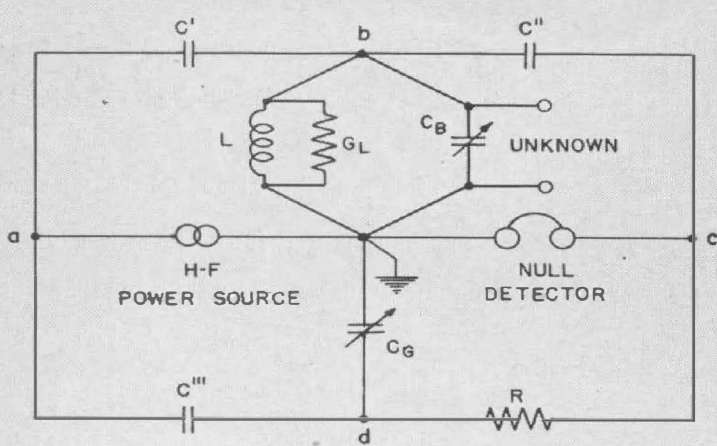 C' b C''
L G_L C_B UNKNOWN
a c
H-F NULL
POWER SOURCE DETECTOR
C_G
C''' R
d